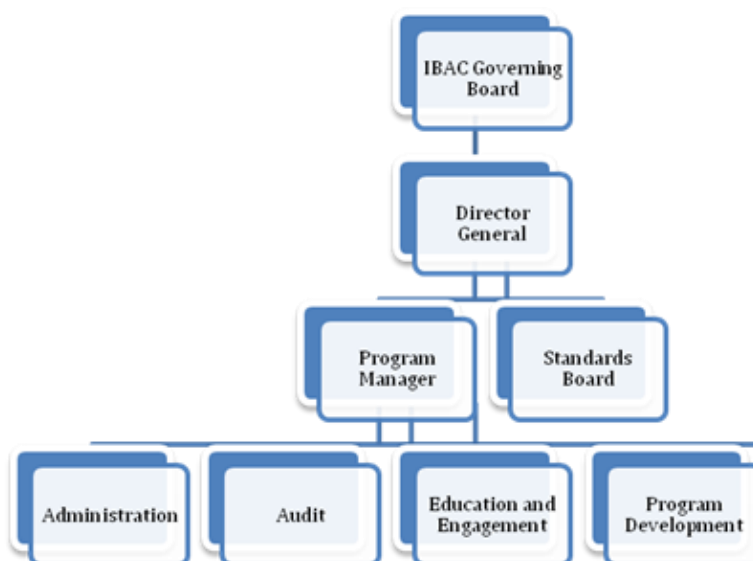 IBAC Governing
Board
Director
General
Program
Manager
Standards
Board
Administration
Audit
Education and
Engagement
Program
Development